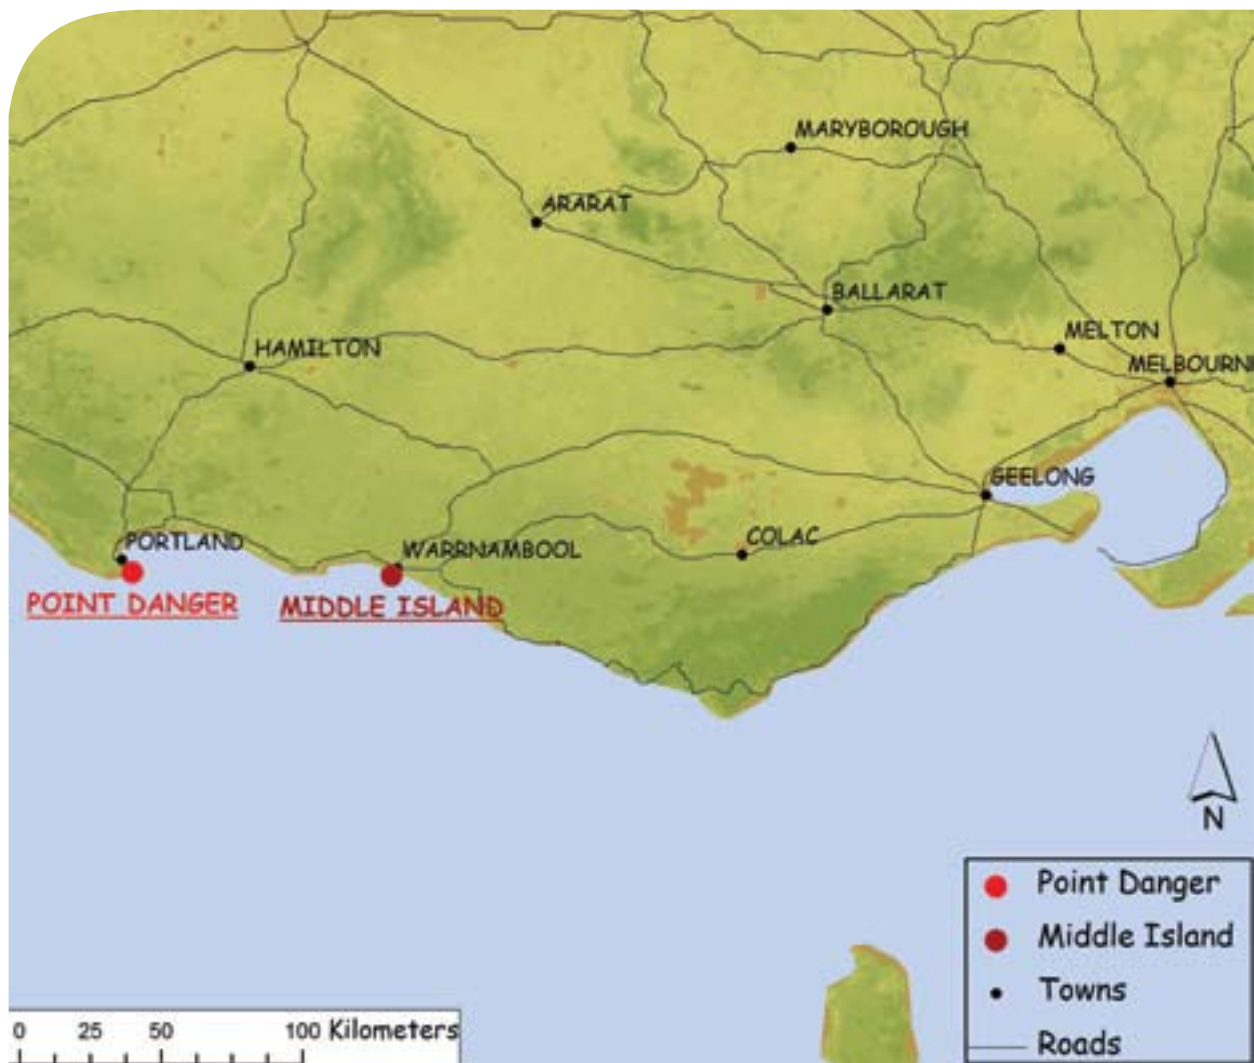 MARYBOROUGH
ARARAT
BALLARAT
MELTON
HAMILTON
MELBOURNE
GEELONG
COLAC
PORTLAND
WARRNAMBOOL
POINT DANGER
MIDDLE ISLAND
N
Point Danger
Middle Island
Towns
Roads
0 25 50 100 Kilometers